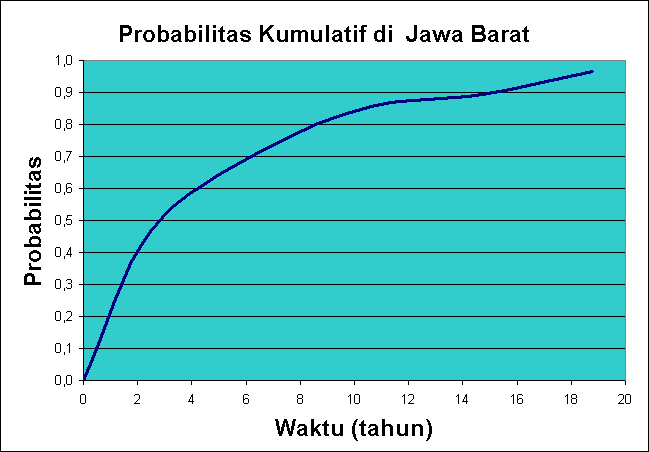 Probabilitas Kumulatif di  Jawa Barat
1,0
0,9
0,8
0,7
0,6
0,5
0,4
0,3
0,2
0,1
0,0
Probabilitas
0 2 4 6 8 10 12 14 16 18 20
Waktu (tahun)